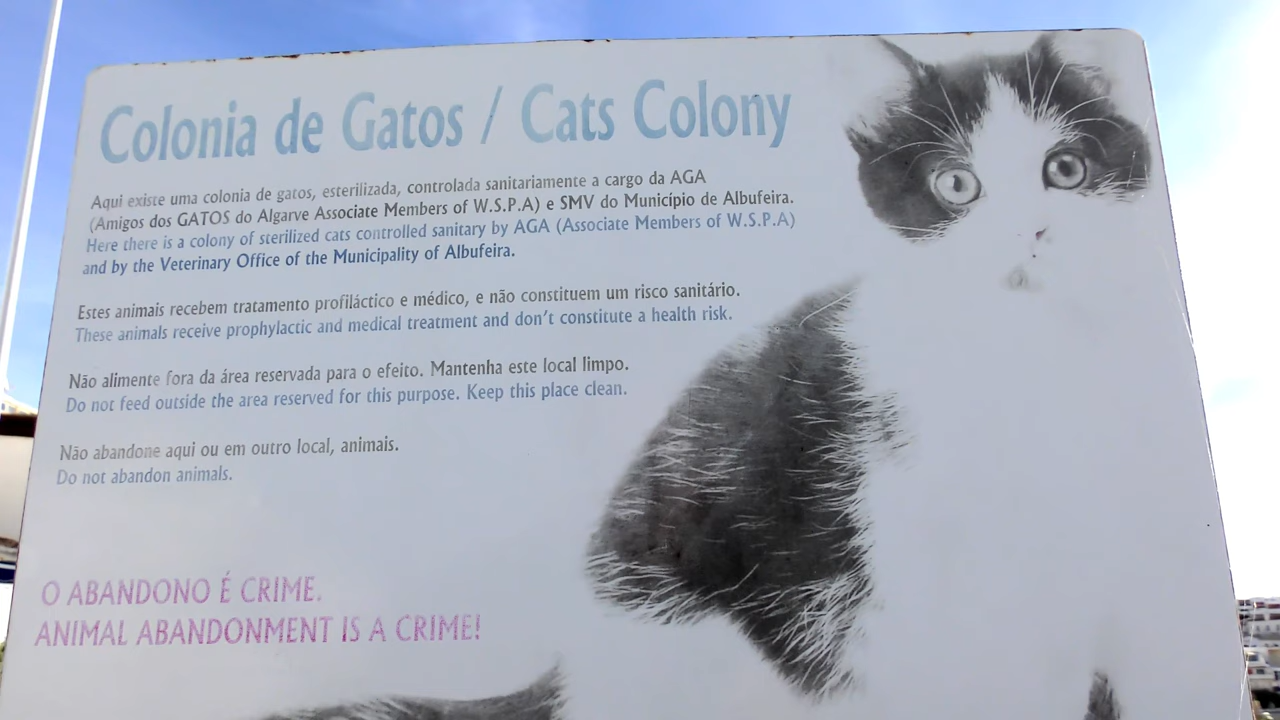 Colonia de Gatos / Cats Colony
Aqui existe uma colonia de gatos, esterilizada, controlada sanitariamente a cargo da AGA
(Amigos dos GATOS do Algarve Associate Members of W.S.P.A) e SMV do Município de Albufeira.
Here there is a colony of sterilized cats controlled sanitary by AGA (Associate Members of W.S.P.A)
and by the Veterinary Office of the Municipality of Albufeira.
Estes animais recebem tratamento profiláctico e médico, e não constituem um risco sanitário.
These animals receive prophylactic and medical treatment and don't constitute a health risk.
Não alimente fora da área reservada para o efeito. Mantenha este local limpo.
Do not feed outside the area reserved for this purpose. Keep this place clean.
Não abandone aqui ou em outro local, animais.
Do not abandon animals.
O ABANDONO É CRIME.
ANIMAL ABANDONMENT IS A CRIME!